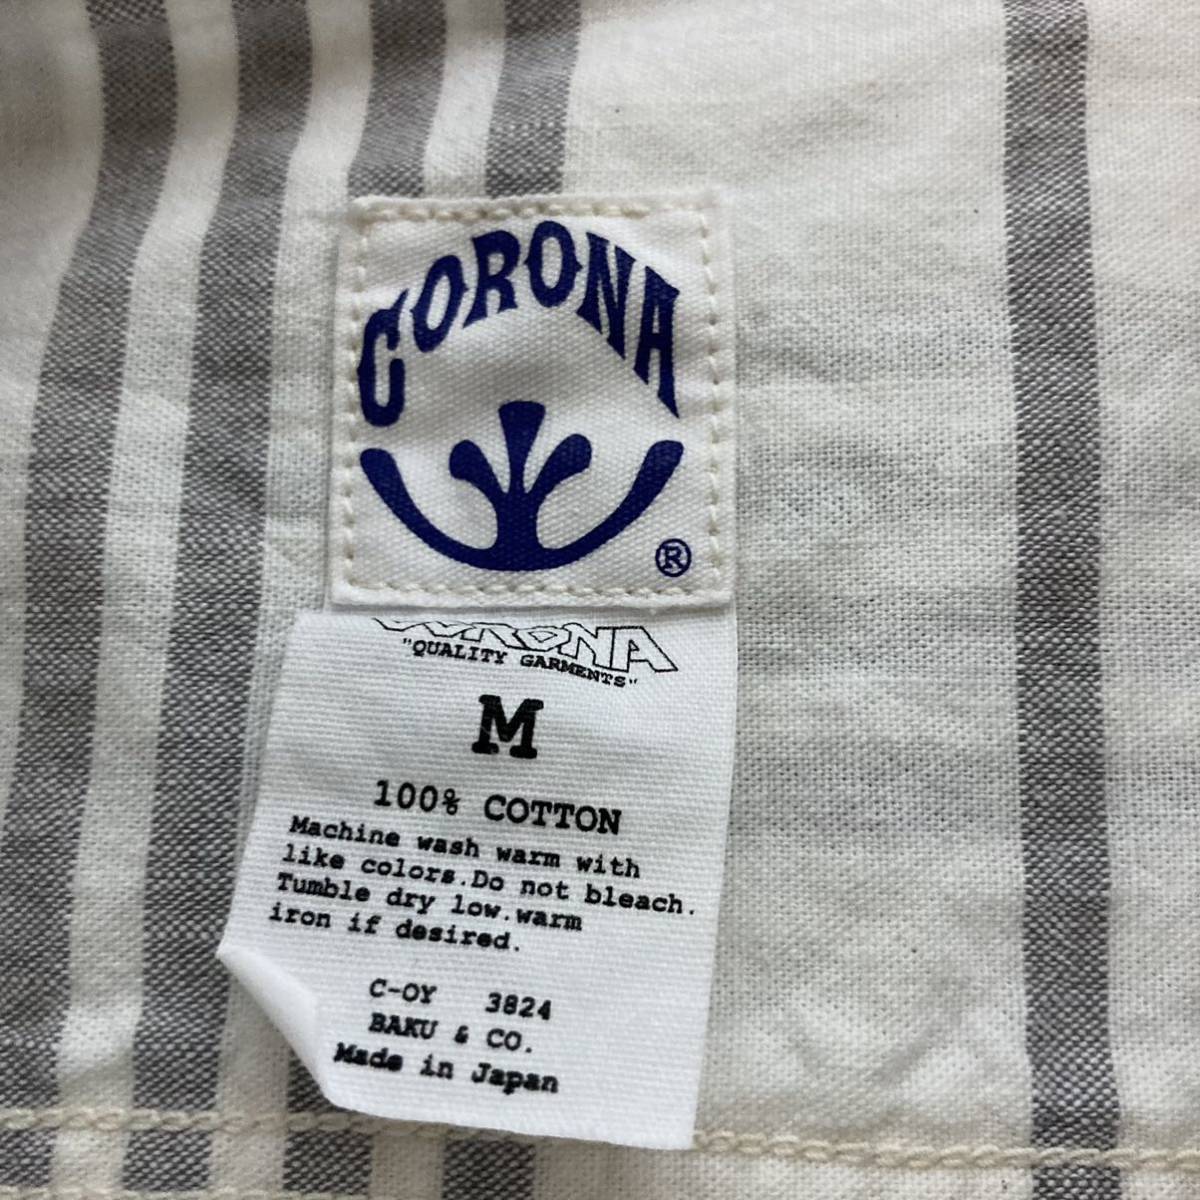 CORONA
®
CORONA
"QUALITY GARMENTS"
M
100% COTTON
Machine wash warm with
like colors.Do not bleach.
Tumble dry low.warm
iron if desired.
C-OY 3824
BAKU & CO.
Made in Japan